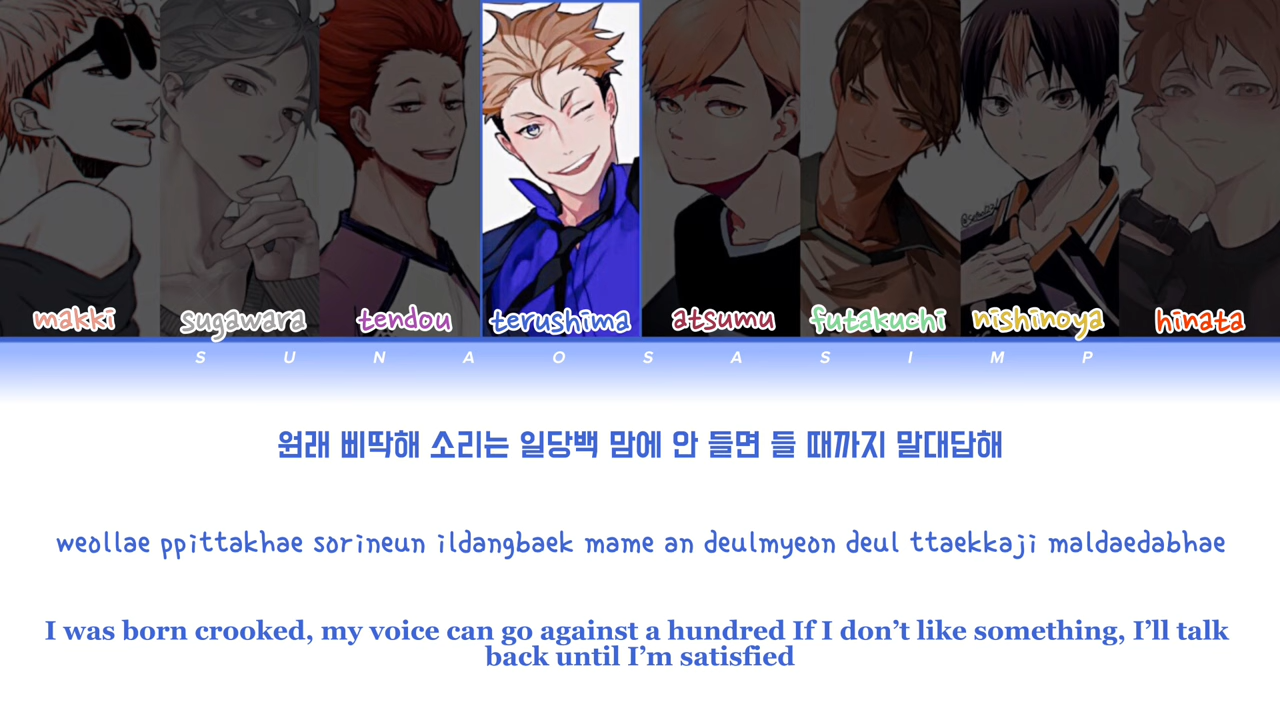 makki sugawara tendou terushima atsumu futakuchi nishinoya hinata
S U N A O S A S I M P
원래 삐딱해 소리는 일당백 맘에 안 들면 들 때까지 말대답해
weollae ppittakhae sorineun ildangbaek mame an deulmyeon deul ttaekkaji maldaedabhae
I was born crooked, my voice can go against a hundred If I don’t like something, I’ll talk
back until I’m satisfied